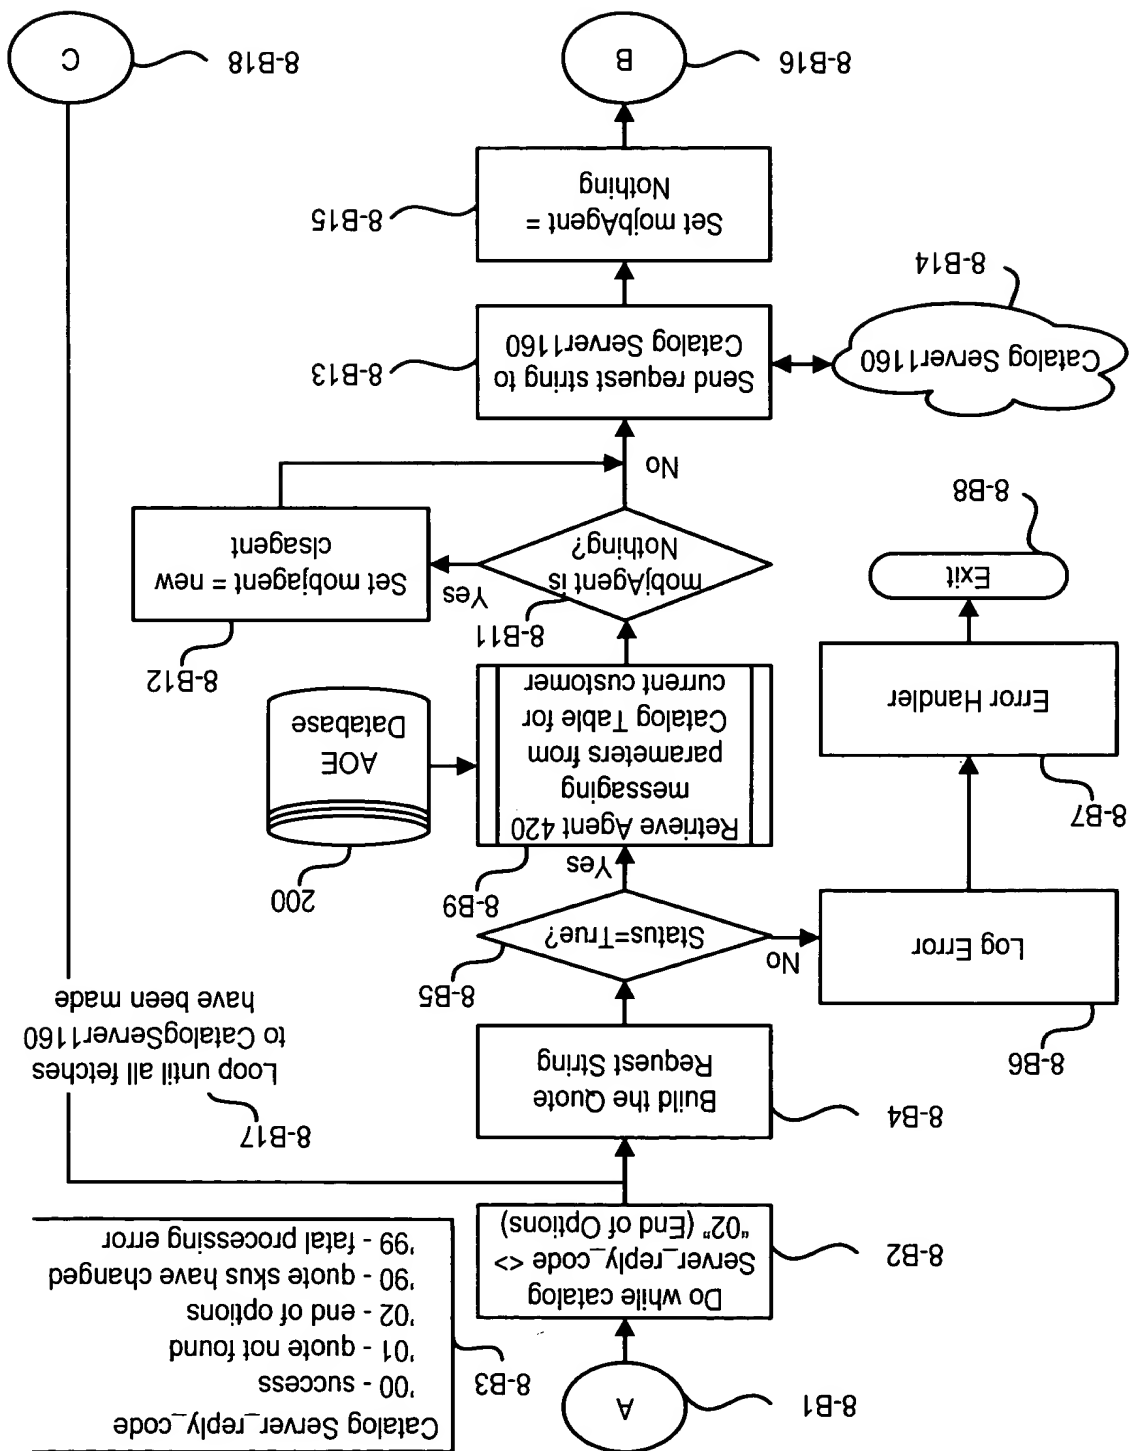 8-B1
A
Catalog Server_reply_code
'00 - success
'01 - quote not found
'02 - end of options
'90 - quote skus have changed
'99 - fatal processing error
8-B3
8-B2
Do while catalog
Server_reply_code <>
"02" (End of Options)
8-B4
Build the Quote
Request String
8-B17
Loop until all fetches
to CatalogServer1160
have been made
8-B5
Status=True?
No
Yes
8-B6
Log Error
8-B7
Error Handler
8-B8
Exit
8-B9
Retrieve Agent 420
messaging
parameters from
Catalog Table for
current customer
200
AOE
Database
8-B11
mobjAgent is
Nothing?
Yes
No
8-B12
Set mobjagent = new
clsagent
8-B13
Send request string to
Catalog Server1160
8-B14
Catalog Server1160
8-B15
Set mojbAgent =
Nothing
8-B16
B
8-B18
C